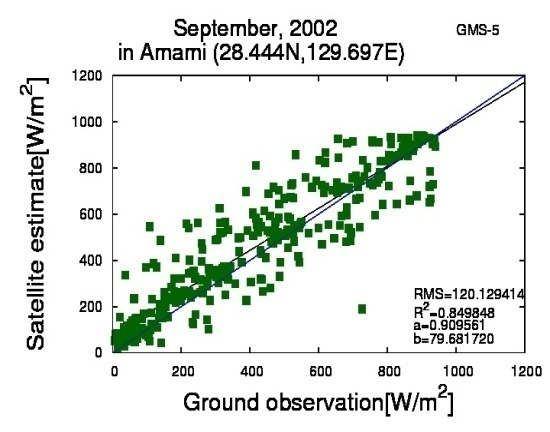 September, 2002
in Amami (28.444N,129.697E)
GMS-5
Satellite estimate[W/m²]
1200
1000
800
600
400
200
0
RMS=120.129414
R²=0.849848
a=0.909561
b=79.681720
0 200 400 600 800 1000 1200
Ground observation[W/m²]